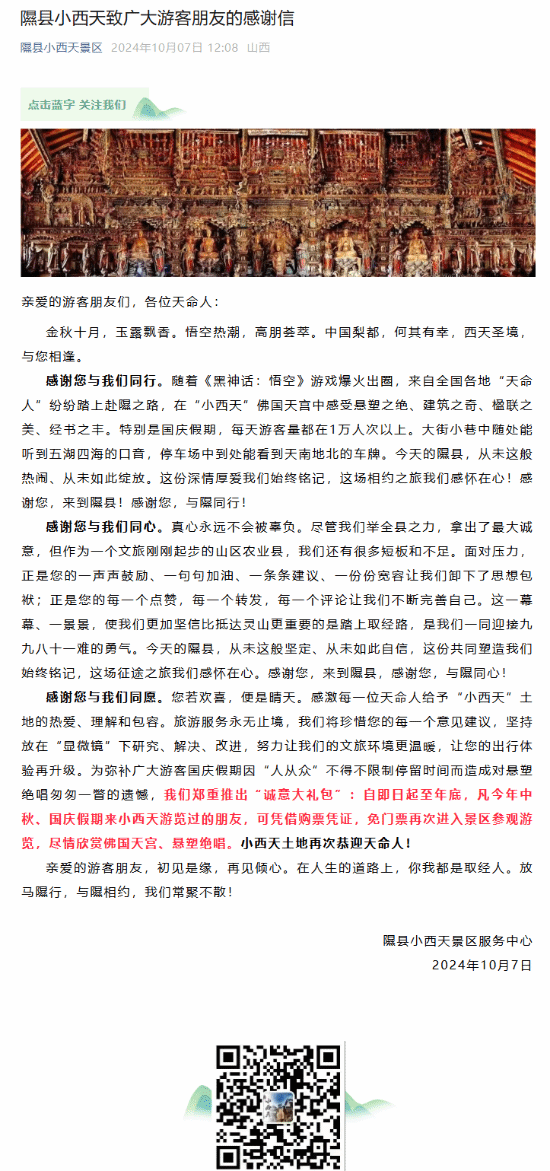 隰县小西天致广大游客朋友的感谢信
隰县小西天景区 2024年10月07日 12:08 山西
点击蓝字 关注我们
亲爱的游客朋友们，各位天命人：
金秋十月，玉露飘香。悟空热潮，高朋荟萃。中国梨都，何其有幸，西天圣境，
与您相逢。
感谢您与我们同行。随着《黑神话：悟空》游戏爆火出圈，来自全国各地“天命
人”纷纷踏上赴隰之路，在“小西天”佛国天宫中感受悬塑之绝、建筑之奇、楹联之
美、经书之丰。特别是国庆假期，每天游客量都在1万人次以上。大街小巷中随处能
听到五湖四海的口音，停车场中到处能看到天南地北的车牌。今天的隰县，从未这般
热闹、从未如此绽放。这份深情厚爱我们始终铭记，这场相约之旅我们感怀在心！感
谢您，来到隰县！感谢您，与隰同行！
感谢您与我们同心。真心永远不会被辜负。尽管我们举全县之力，拿出了最大诚
意，但作为一个文旅刚刚起步的山区农业县，我们还有很多短板和不足。面对压力，
正是您的一声声鼓励、一句句加油、一条条建议、一份份宽容让我们卸下了思想包
袱；正是您的每一个点赞，每一个转发，每一个评论让我们不断完善自己。这一幕
幕、一景景，使我们更加坚信比抵达灵山更重要的是踏上取经路，是我们一同迎接九
九八十一难的勇气。今天的隰县，从未这般坚定、从未如此自信，这份共同塑造我们
始终铭记，这场征途之旅我们感怀在心。感谢您，来到隰县，感谢您，与隰同心！
感谢您与我们同愿。您若欢喜，便是晴天。感激每一位天命人给予“小西天”土
地的热爱、理解和包容。旅游服务永无止境，我们将珍惜您的每一个意见建议，坚持
放在“显微镜”下研究、解决、改进，努力让我们的文旅环境更温暖，让您的出行体
验再升级。为弥补广大游客国庆假期因“人从众”不得不限制停留时间而造成对悬塑
绝唱匆匆一瞥的遗憾，我们郑重推出“诚意大礼包”：自即日起至年底，凡今年中
秋、国庆假期来小西天游览过的朋友，可凭借购票凭证，免门票再次进入景区参观游
览，尽情欣赏佛国天宫、悬塑绝唱。小西天土地再次恭迎天命人！
亲爱的游客朋友，初见是缘，再见倾心。在人生的道路上，你我都是取经人。放
马隰行，与隰相约，我们常聚不散！
隰县小西天景区服务中心
2024年10月7日